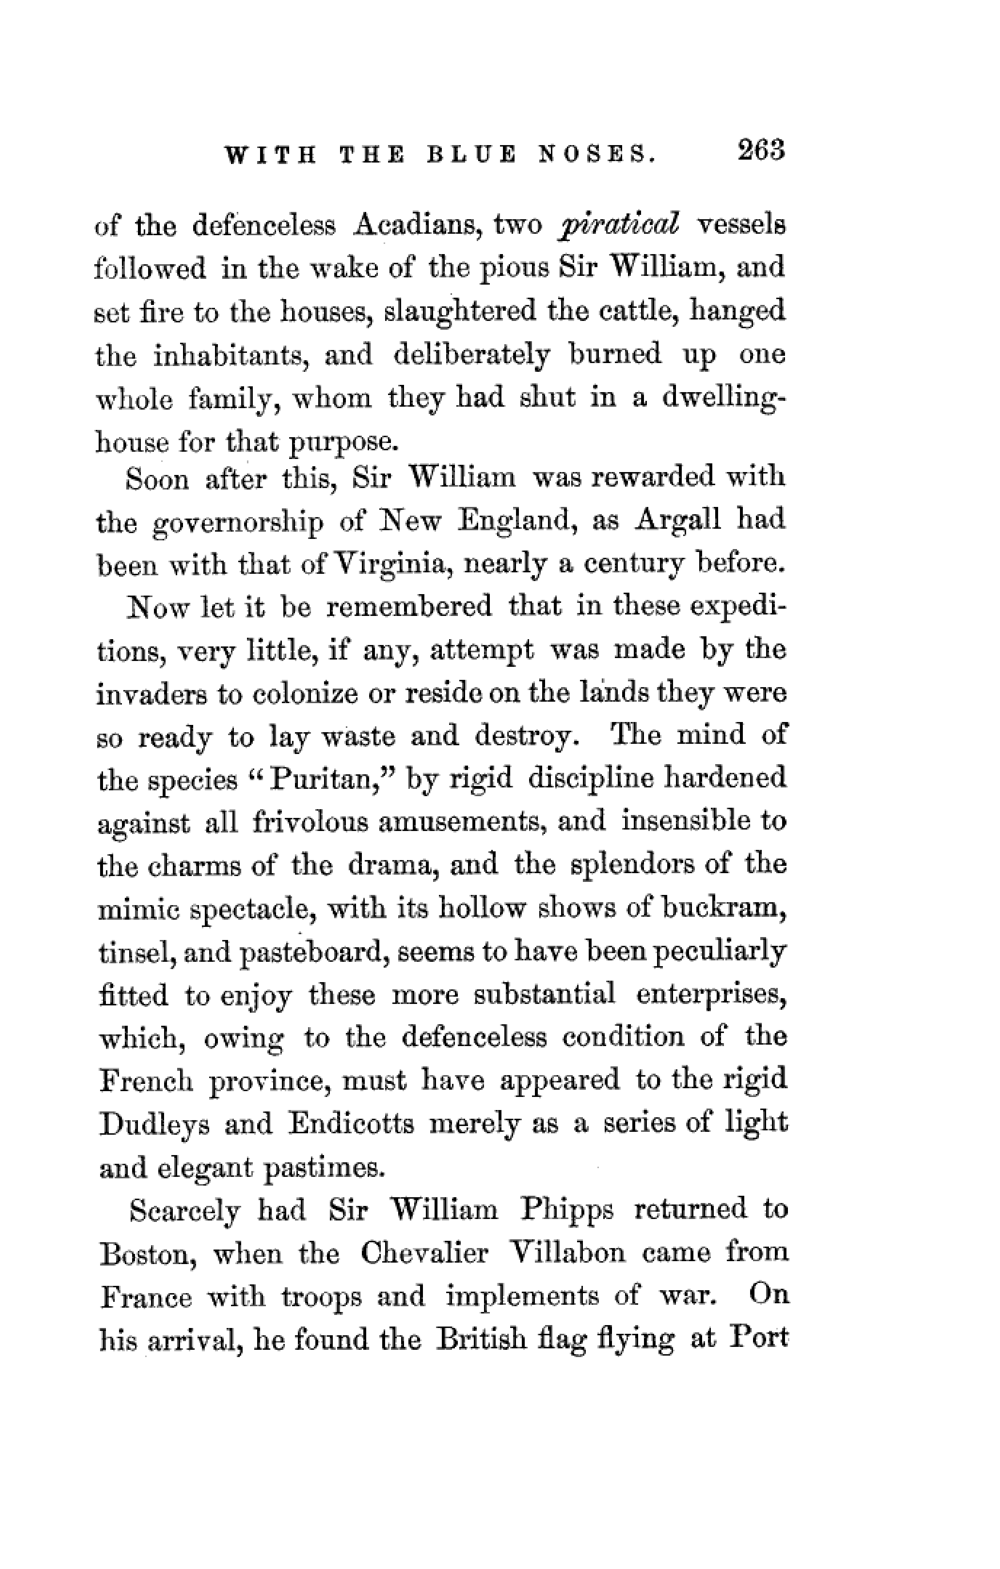 WITH THE BLUE NOSES. 263
of the defenceless Acadians, two piratical vessels
followed in the wake of the pious Sir William, and
set fire to the houses, slaughtered the cattle, hanged
the inhabitants, and deliberately burned up one
whole family, whom they had shut in a dwelling-
house for that purpose.
Soon after this, Sir William was rewarded with
the governorship of New England, as Argall had
been with that of Virginia, nearly a century before.
Now let it be remembered that in these expedi-
tions, very little, if any, attempt was made by the
invaders to colonize or reside on the lands they were
so ready to lay waste and destroy. The mind of
the species “Puritan,” by rigid discipline hardened
against all frivolous amusements, and insensible to
the charms of the drama, and the splendors of the
mimic spectacle, with its hollow shows of buckram,
tinsel, and pasteboard, seems to have been peculiarly
fitted to enjoy these more substantial enterprises,
which, owing to the defenceless condition of the
French province, must have appeared to the rigid
Dudleys and Endicotts merely as a series of light
and elegant pastimes.
Scarcely had Sir William Phipps returned to
Boston, when the Chevalier Villabon came from
France with troops and implements of war. On
his arrival, he found the British flag flying at Port